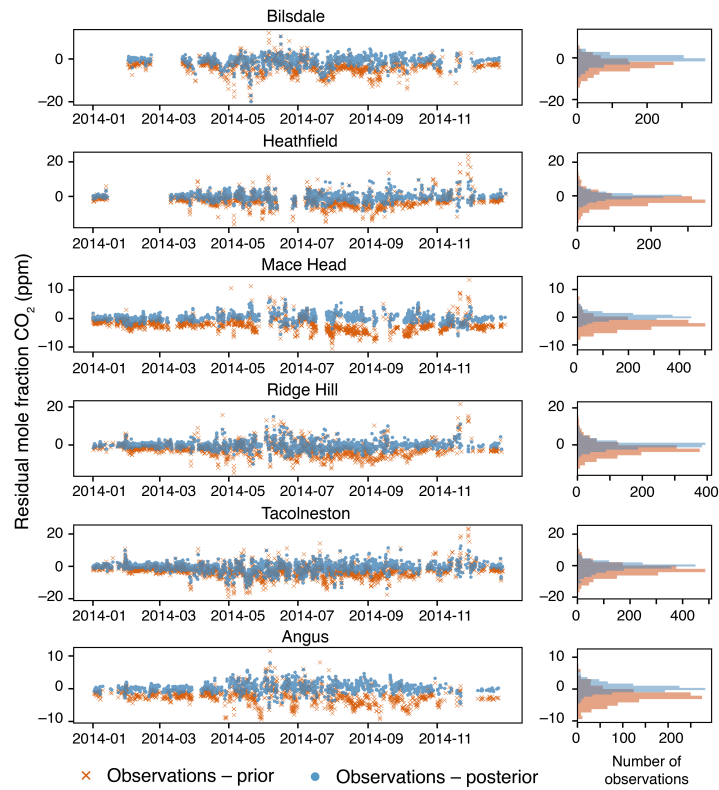 Bilsdale
0
−20
2014-01 2014-03 2014-05 2014-07 2014-09 2014-11
0
−20
0 200
Heathfield
20
0
2014-01 2014-03 2014-05 2014-07 2014-09 2014-11
20
0
0 200
Mace Head
10
0
−10
2014-01 2014-03 2014-05 2014-07 2014-09 2014-11
10
0
−10
0 200 400
Ridge Hill
20
0
2014-01 2014-03 2014-05 2014-07 2014-09 2014-11
20
0
0 200 400
Tacolneston
20
0
−20
2014-01 2014-03 2014-05 2014-07 2014-09 2014-11
20
0
−20
0 200 400
Angus
10
0
−10
2014-01 2014-03 2014-05 2014-07 2014-09 2014-11
10
0
−10
0 100 200
Residual mole fraction CO2 (ppm)
Number of
observations
Observations – prior
Observations – posterior